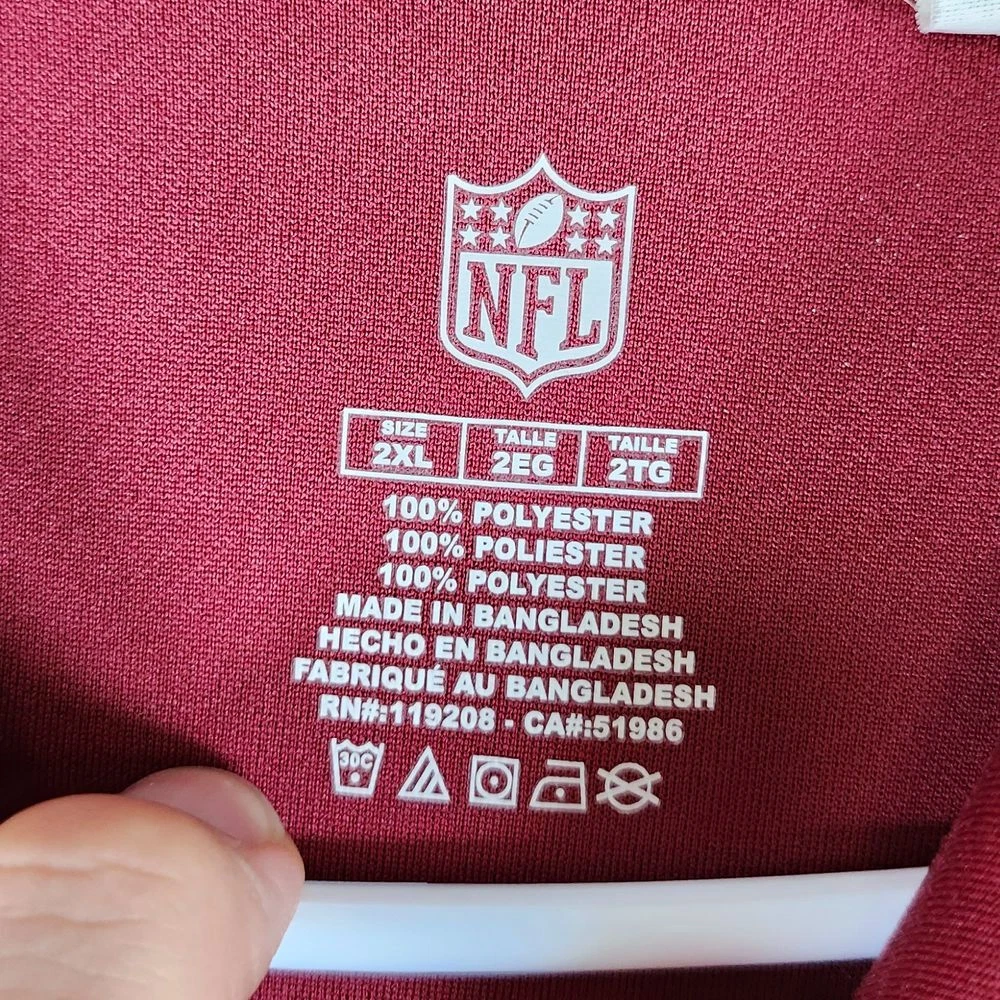 NFL
SIZE TALLE TAILLE
2XL 2EG 2TG
100% POLYESTER
100% POLIESTER
100% POLYESTER
MADE IN BANGLADESH
HECHO EN BANGLADESH
FABRIQUÉ AU BANGLADESH
RN#:119208 - CA#:51986
30C